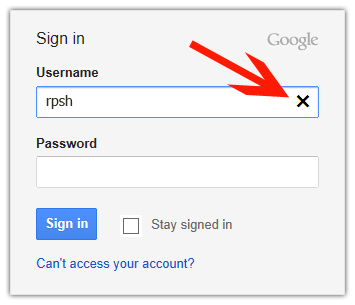 Sign in
Google
Username
rpsh
Password
Sign in
Stay signed in
Can't access your account?